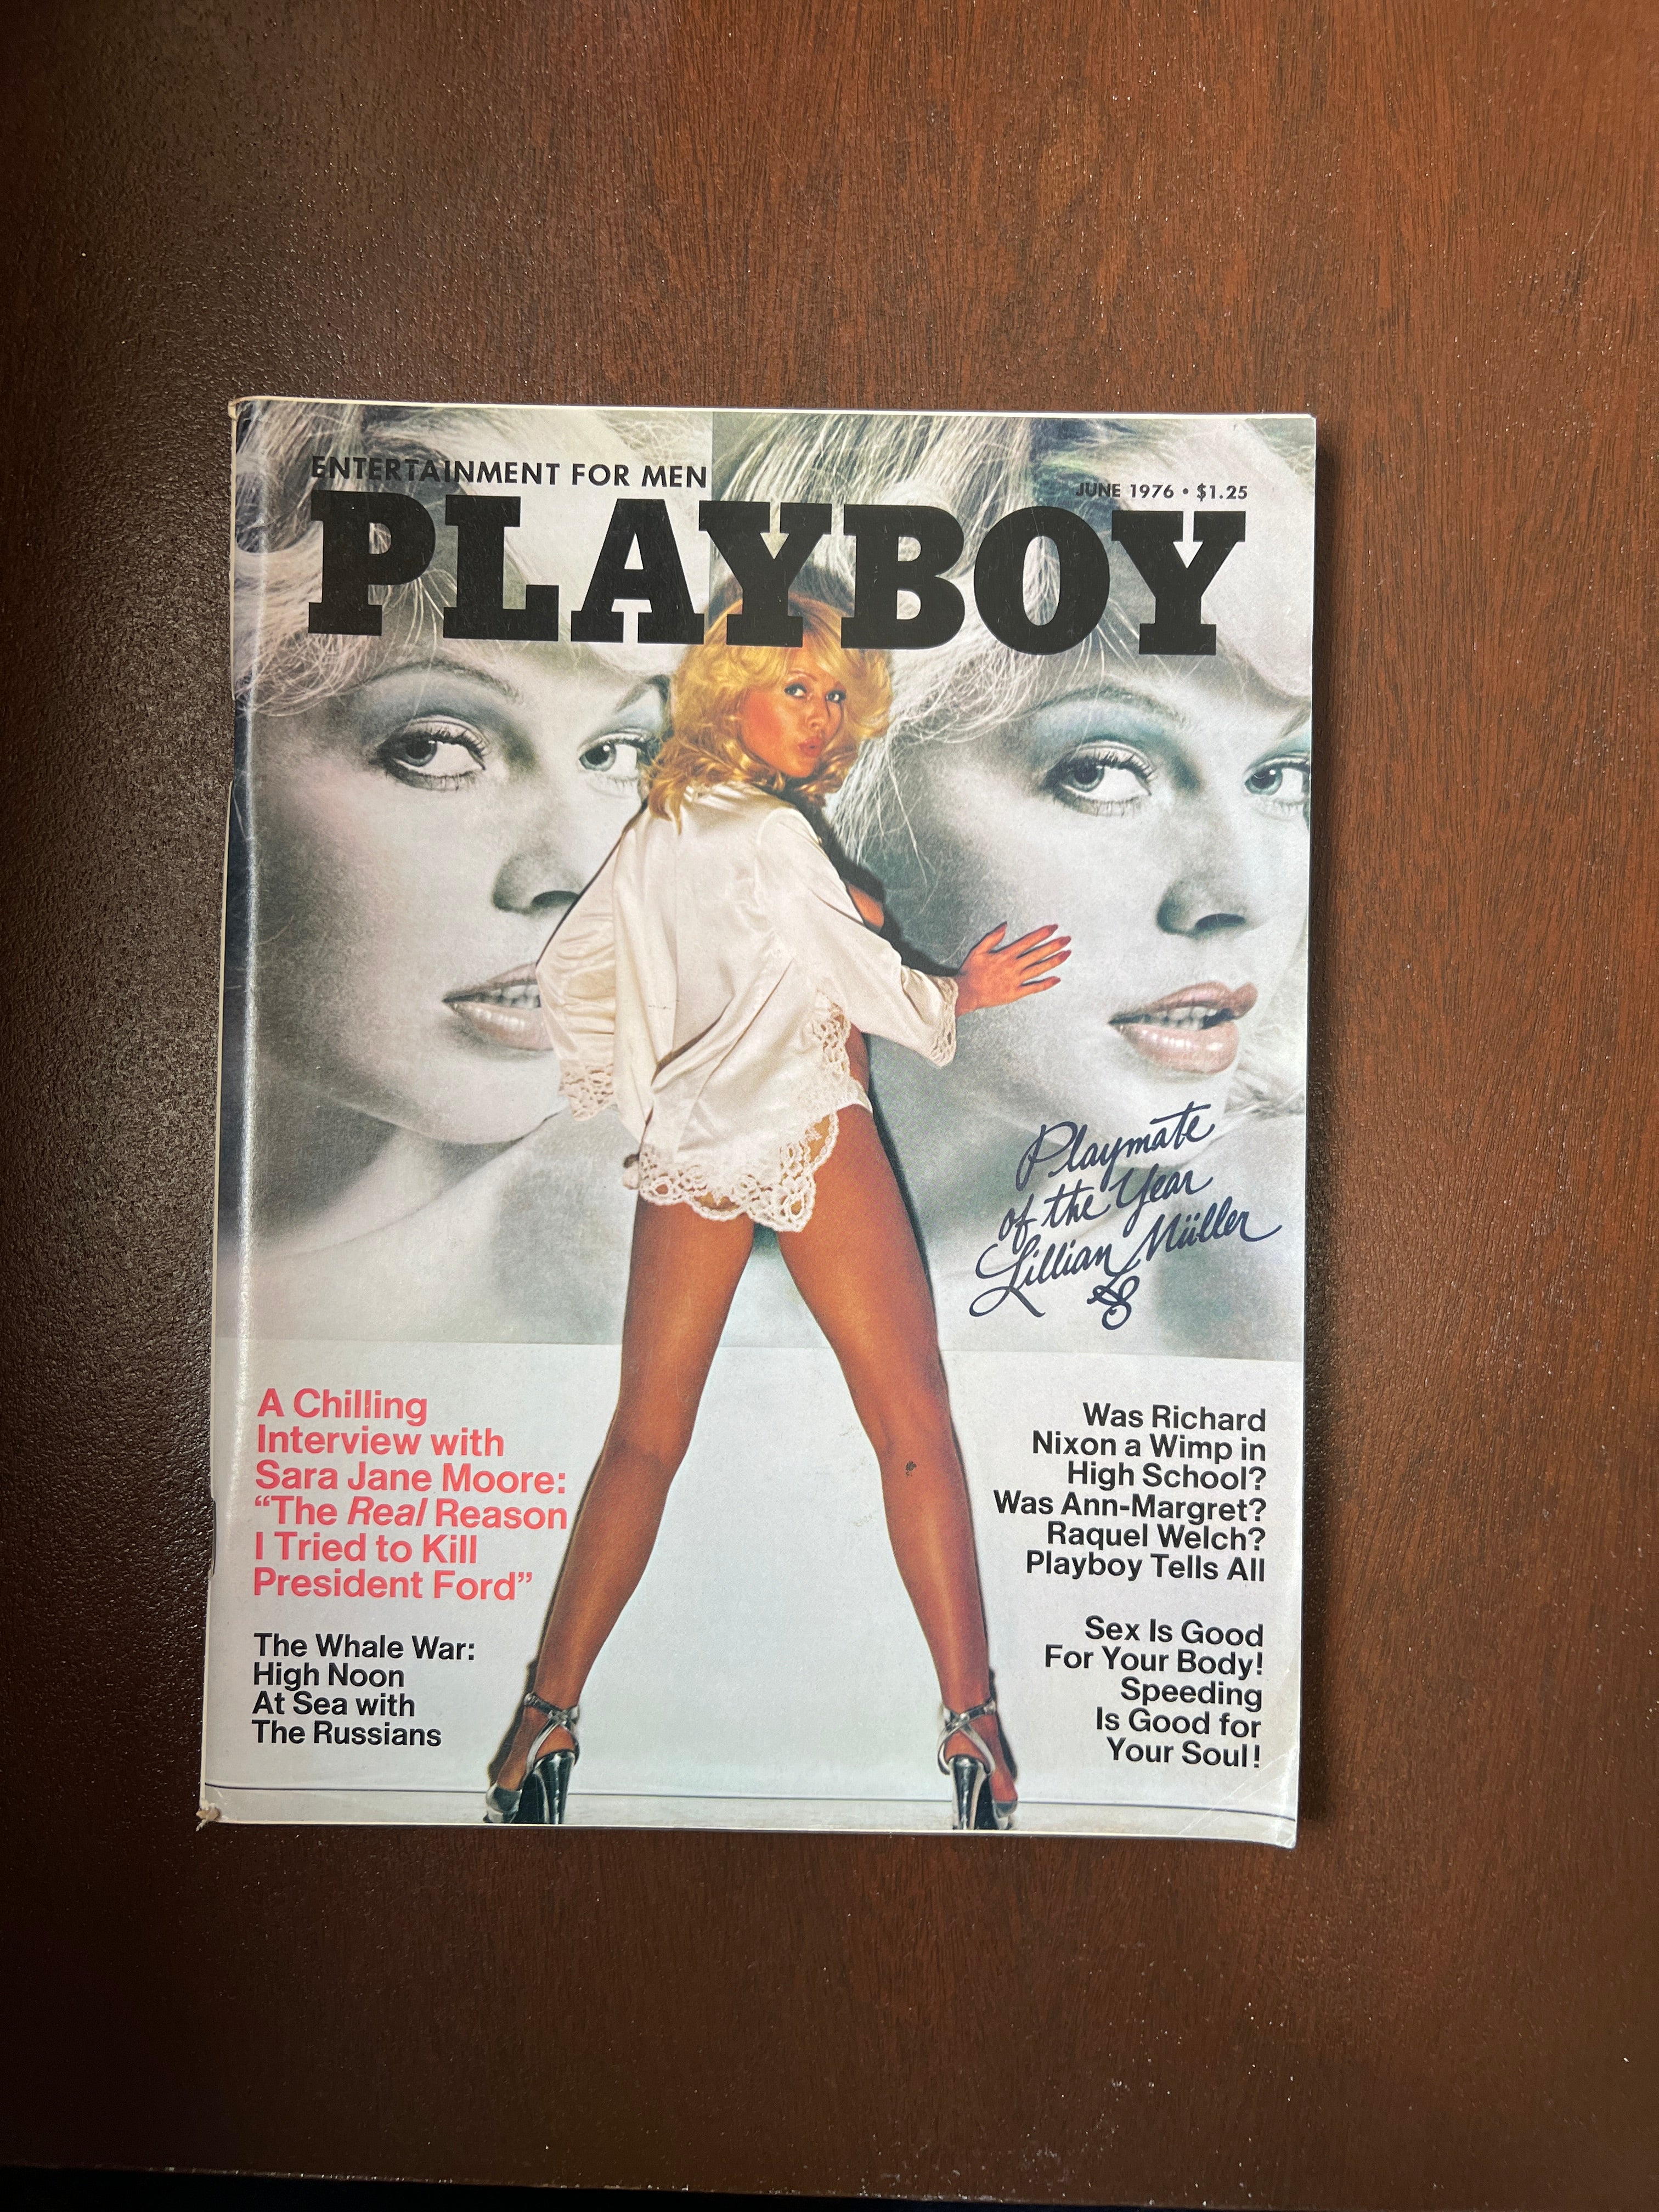 ENTERTAINMENT FOR MEN
JUNE 1976 • $1.25
PLAYBOY
Playmate
of the Year
Lillian Müller
A Chilling
Interview with
Sara Jane Moore:
“The Real Reason
I Tried to Kill
President Ford”
The Whale War:
High Noon
At Sea with
The Russians
Was Richard
Nixon a Wimp in
High School?
Was Ann-Margret?
Raquel Welch?
Playboy Tells All
Sex Is Good
For Your Body!
Speeding
Is Good for
Your Soul!